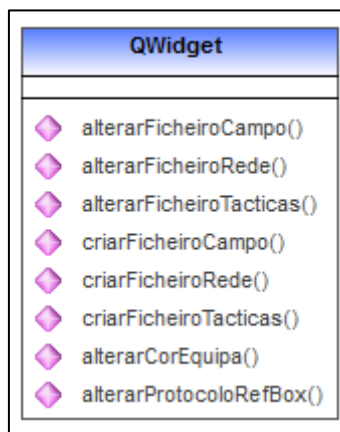 QWidget
alterarFicheiroCampo()
alterarFicheiroRede()
alterarFicheiroTacticas()
criarFicheiroCampo()
criarFicheiroRede()
criarFicheiroTacticas()
alterarCorEquipa()
alterarProtocoloRefBox()